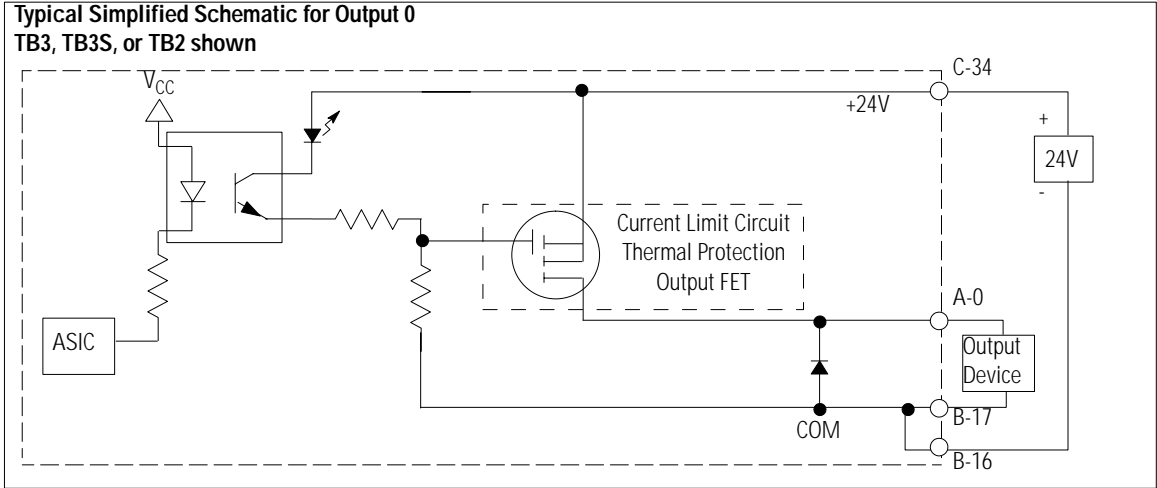 Typical Simplified Schematic for Output 0
TB3, TB3S, or TB2 shown
VCC
C-34
+24V
+
24V
-
Current Limit Circuit
Thermal Protection
Output FET
A-0
ASIC
Output
Device
B-17
COM
B-16